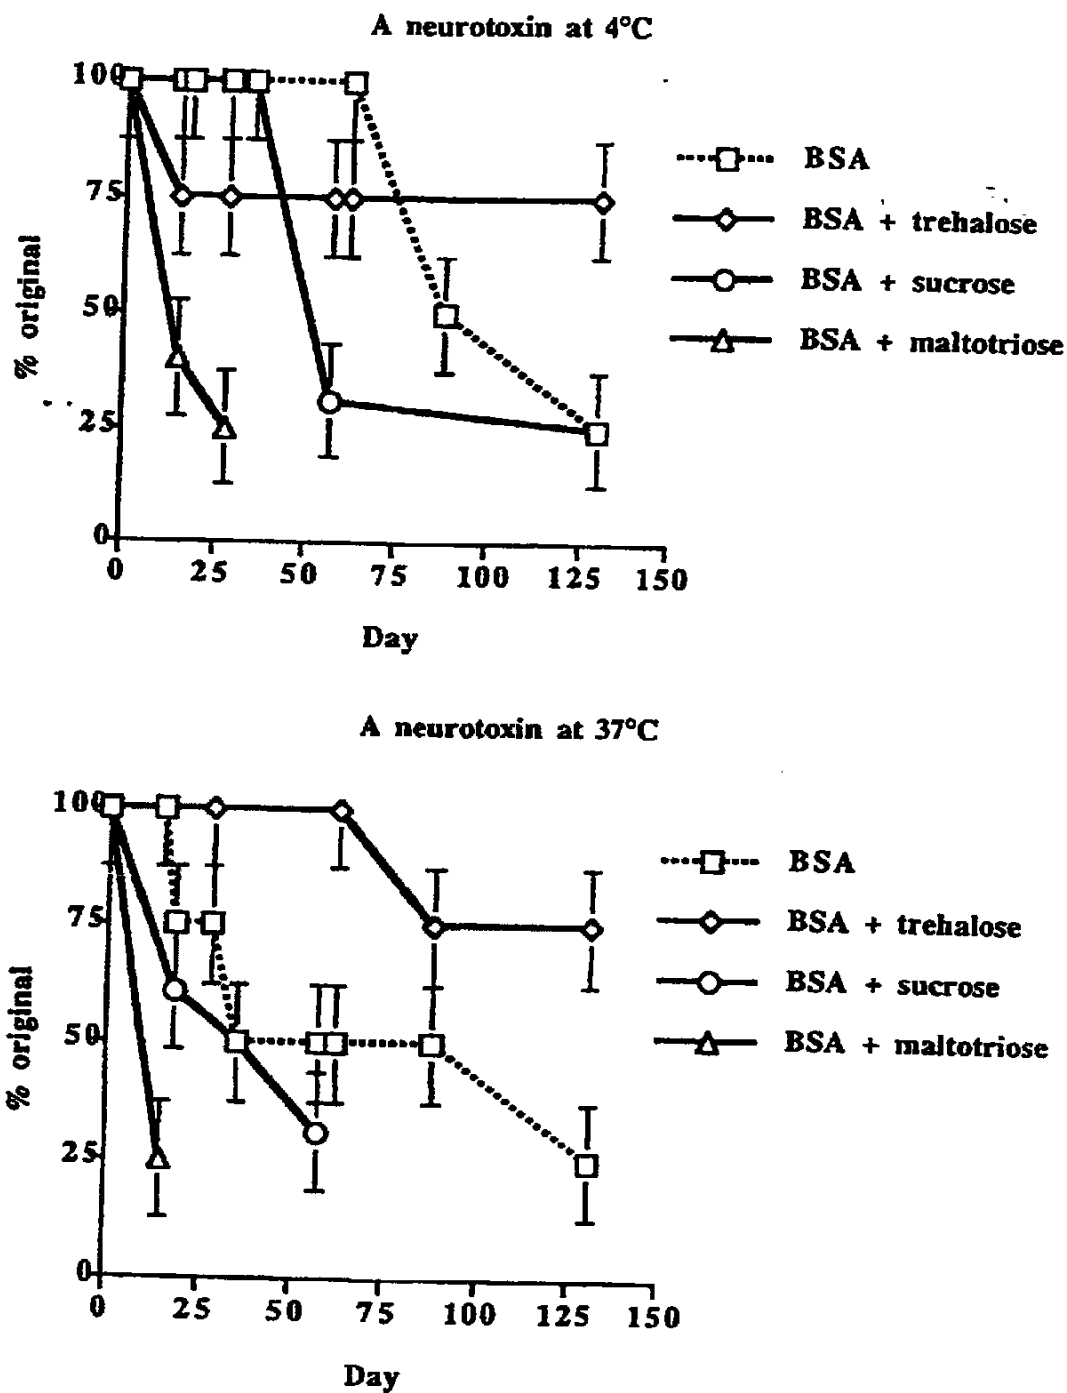 A neurotoxin at 4°C
100
75
50
25
0
% original
0 25 50 75 100 125 150
Day
BSA
BSA + trehalose
BSA + sucrose
BSA + maltotriose
A neurotoxin at 37°C
100
75
50
25
0
% original
0 25 50 75 100 125 150
Day
BSA
BSA + trehalose
BSA + sucrose
BSA + maltotriose